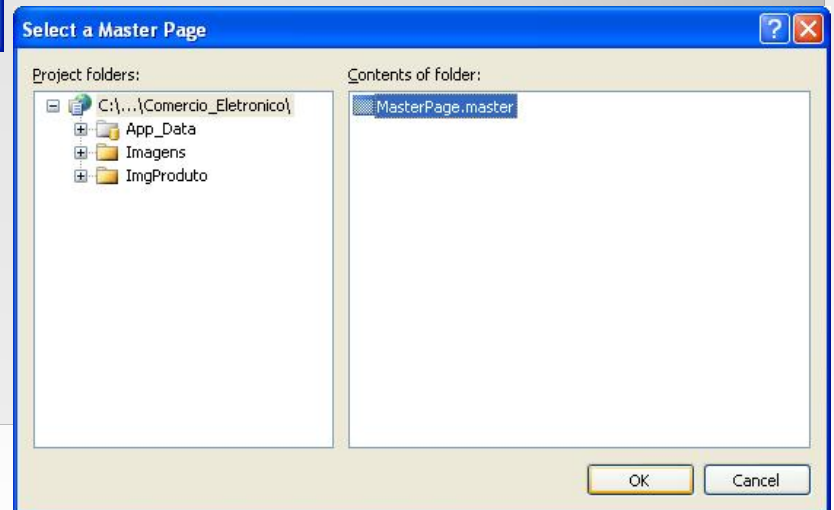 Select a Master Page
Project folders:
Contents of folder:
C:\...\Comercio_Eletronico\
App_Data
Imagens
ImgProduto
MasterPage.master
OK
Cancel